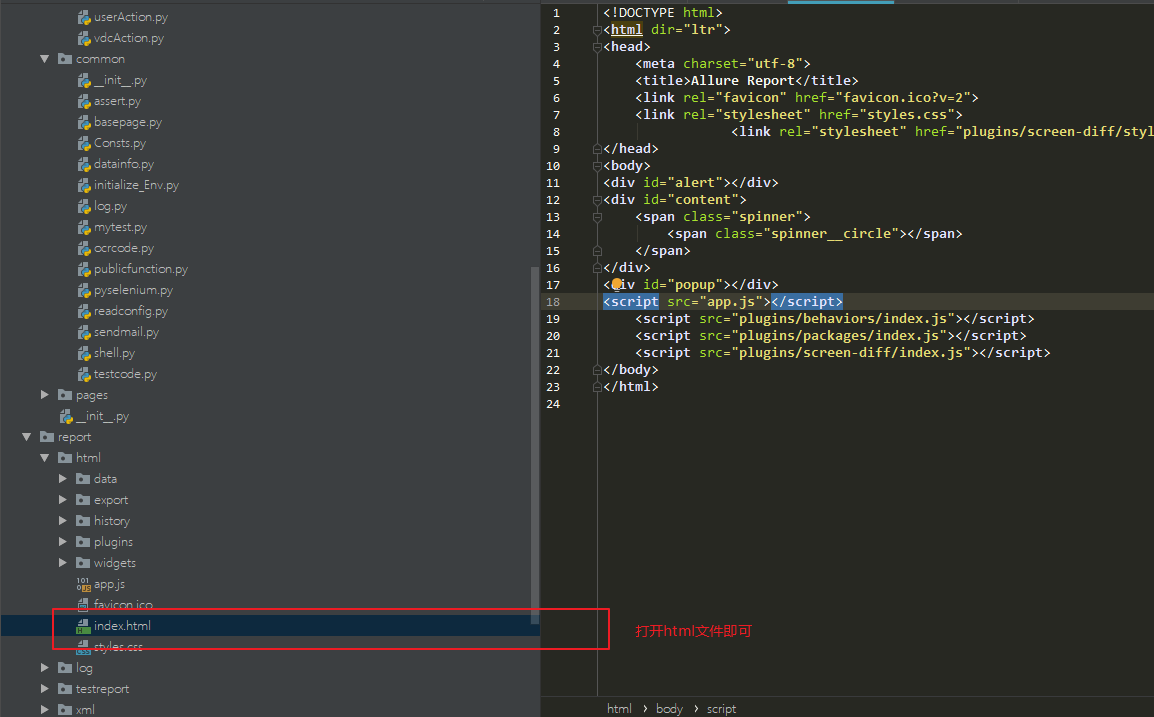 userAction.py
vdcAction.py
common
__init__.py
assert.py
basepage.py
Consts.py
datainfo.py
initialize_Env.py
log.py
mytest.py
ocrcode.py
publicfunction.py
pyselenium.py
readconfig.py
sendmail.py
shell.py
testcode.py
pages
__init__.py
report
html
data
export
history
plugins
widgets
app.js
favicon.ico
index.html
styles.css
log
testreport
xml
1 <!DOCTYPE html>
2 <html dir="ltr">
3 <head>
4 <meta charset="utf-8">
5 <title>Allure Report</title>
6 <link rel="favicon" href="favicon.ico?v=2">
7 <link rel="stylesheet" href="styles.css">
8 <link rel="stylesheet" href="plugins/screen-diff/styl
9 </head>
10 <body>
11 <div id="alert"></div>
12 <div id="content">
13 <span class="spinner">
14 <span class="spinner__circle"></span>
15 </span>
16 </div>
17 <div id="popup"></div>
18 <script src="app.js"></script>
19 <script src="plugins/behaviors/index.js"></script>
20 <script src="plugins/packages/index.js"></script>
21 <script src="plugins/screen-diff/index.js"></script>
22 </body>
23 </html>
24
打开html文件即可
html › body › script